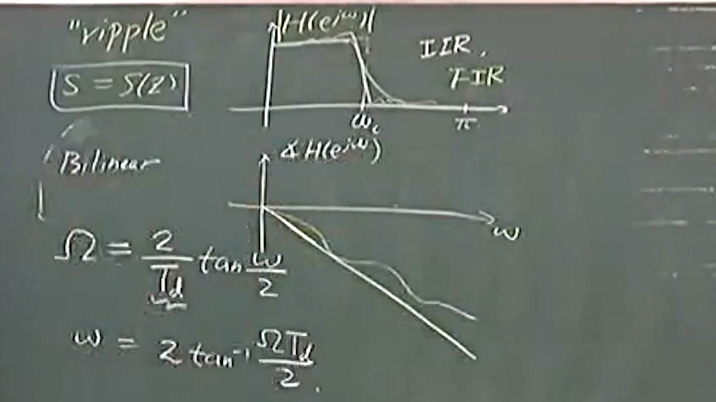 "ripple"
S = S(z)
Bilinear
Ω = 2/T_d tan ω/2
ω = 2 tan⁻¹ ΩT_d/2 .
|H(e^{jω})|
IIR,
FIR
ω_c
π
∡H(e^{jω})
ω